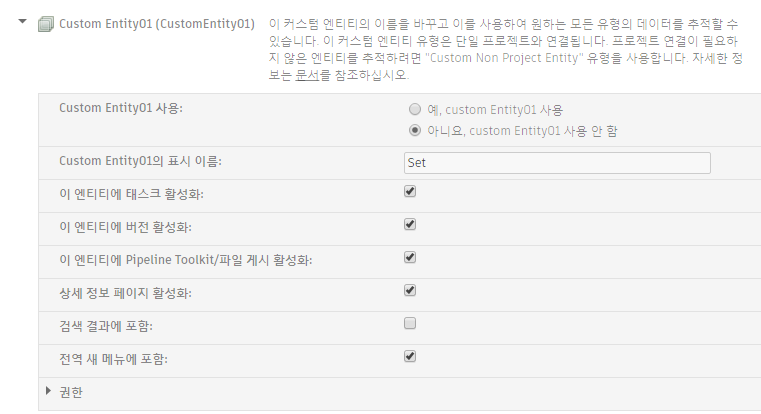 Custom Entity01 (CustomEntity01)
이 커스텀 엔티티의 이름을 바꾸고 이를 사용하여 원하는 모든 유형의 데이터를 추적할 수
있습니다. 이 커스텀 엔티티 유형은 단일 프로젝트와 연결됩니다. 프로젝트 연결이 필요하
지 않은 엔티티를 추적하려면 "Custom Non Project Entity" 유형을 사용합니다. 자세한 정
보는 문서를 참조하십시오.
Custom Entity01 사용:
예, custom Entity01 사용
아니요, custom Entity01 사용 안 함
Custom Entity01의 표시 이름:
Set
이 엔티티에 태스크 활성화:
이 엔티티에 버전 활성화:
이 엔티티에 Pipeline Toolkit/파일 게시 활성화:
상세 정보 페이지 활성화:
검색 결과에 포함:
전역 새 메뉴에 포함:
권한